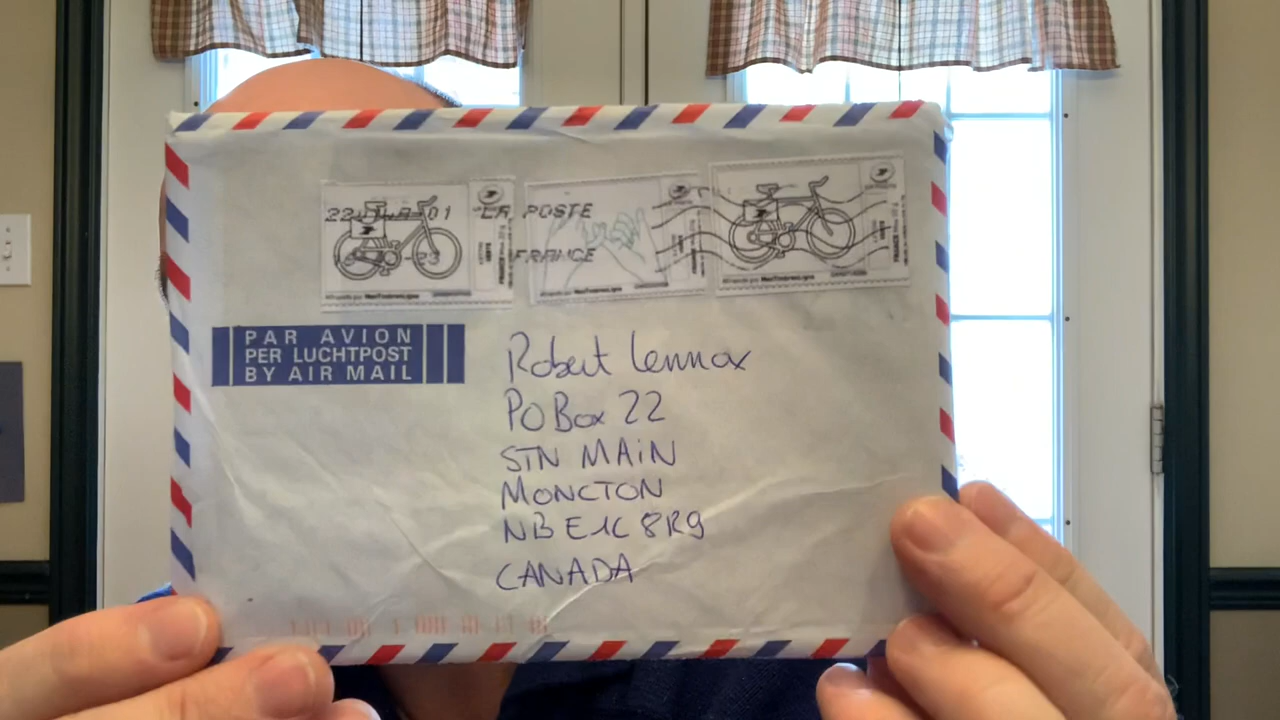 LA POSTE
FRANCE
PAR AVION
PER LUCHTPOST
BY AIR MAIL
Robert Lennox
PO Box 22
STN MAiN
MONCTON
NB E1C 8R9
CANADA